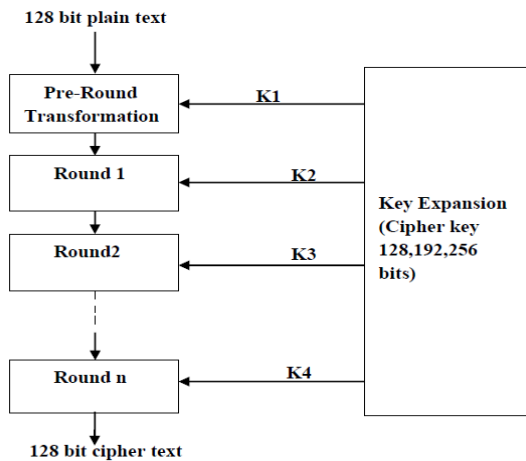 128 bit plain text
Pre-Round
Transformation
K1
Round 1
K2
Key Expansion
(Cipher key
128,192,256
bits)
Round2
K3
Round n
K4
128 bit cipher text